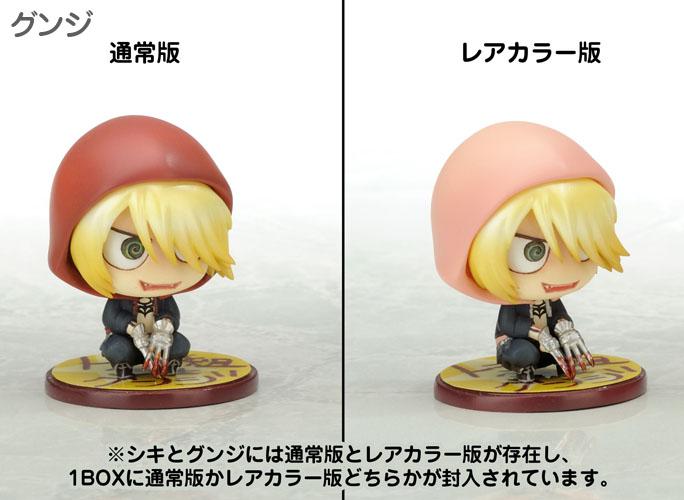 グンジ
通常版
レアカラー版
※シキとグンジには通常版とレアカラー版が存在し、
1BOXに通常版かレアカラー版どちらかが封入されています。